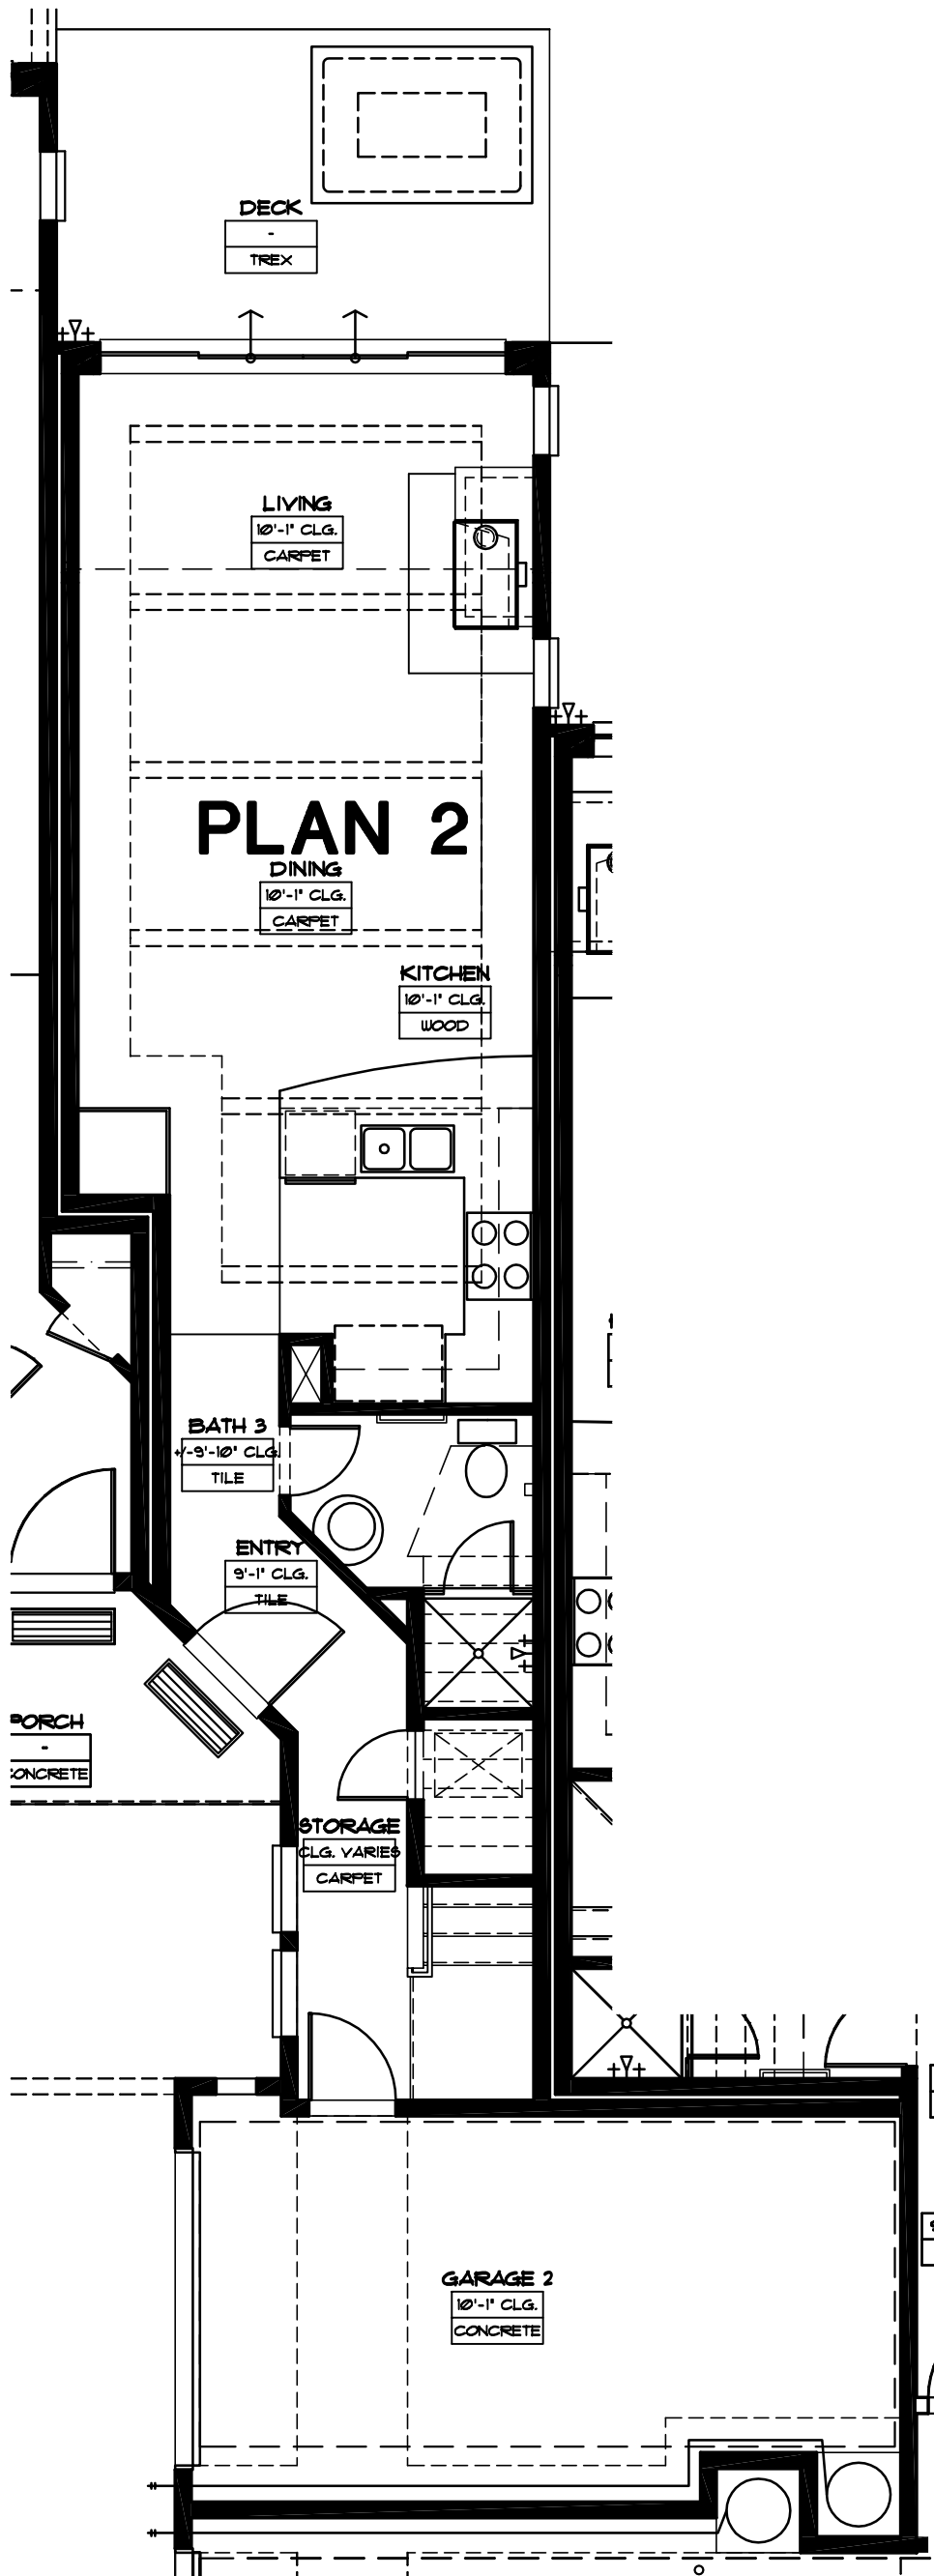 DECK
-
TREX
LIVING
10'-1" CLG.
CARPET
PLAN 2
DINING
10'-1" CLG.
CARPET
KITCHEN
10'-1" CLG.
WOOD
BATH 3
+/-9'-10" CLG.
TILE
ENTRY
9'-1" CLG.
TILE
PORCH
-
CONCRETE
STORAGE
CLG. VARIES
CARPET
GARAGE 2
10'-1" CLG.
CONCRETE